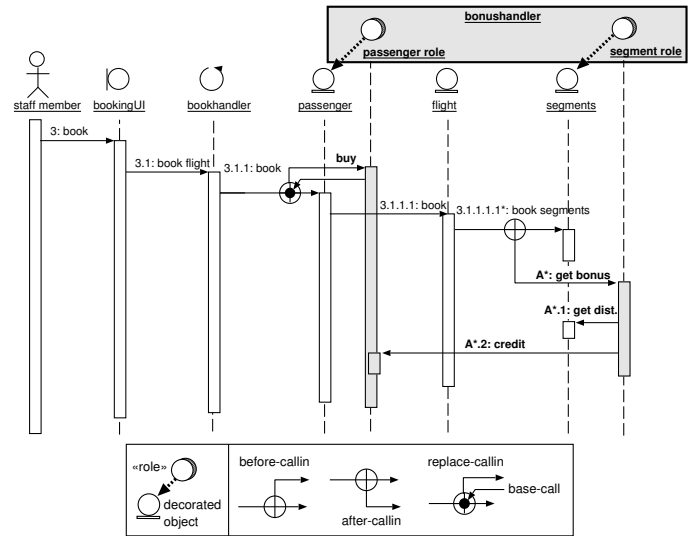 bonushandler
passenger role
segment role
staff member
bookingUI
bookhandler
passenger
flight
segments
3: book
3.1: book flight
3.1.1: book
buy
3.1.1.1: book
3.1.1.1.1*: book segments
A*: get bonus
A*.1: get dist.
A*.2: credit
«role»
decorated
object
before-callin
after-callin
replace-callin
base-call